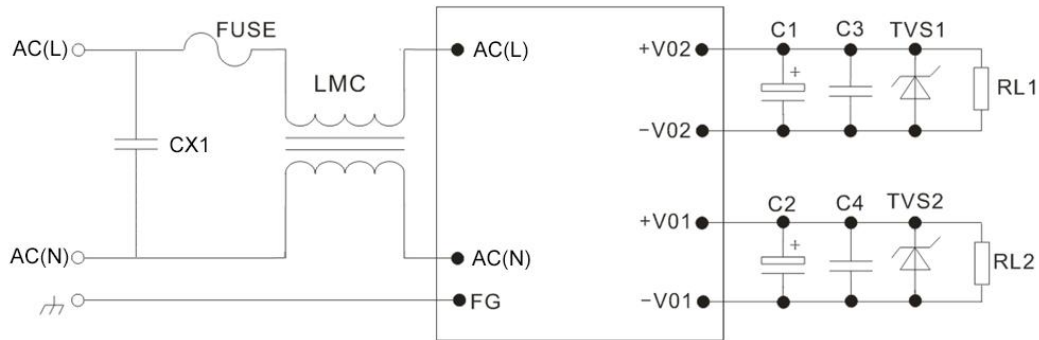 FUSE
C1 C3 TVS1
AC(L)
AC(L)
+V02
LMC
+
RL1
CX1
−V02
C2 C4 TVS2
+V01
+
AC(N)
AC(N)
RL2
FG
−V01